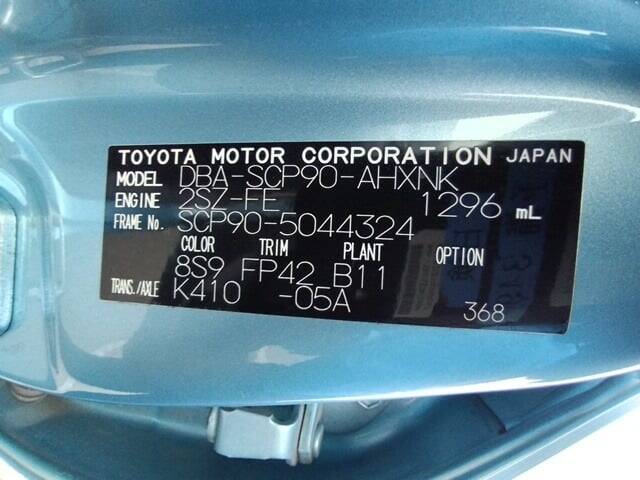 TOYOTA MOTOR CORPORATION JAPAN
MODEL DBA-SCP90-AHXNK
ENGINE 2SZ-FE 1296 mL
FRAME No. SCP90-5044324
COLOR TRIM PLANT OPTION
8S9 FP42 B11
TRANS./AXLE K410 -05A
368